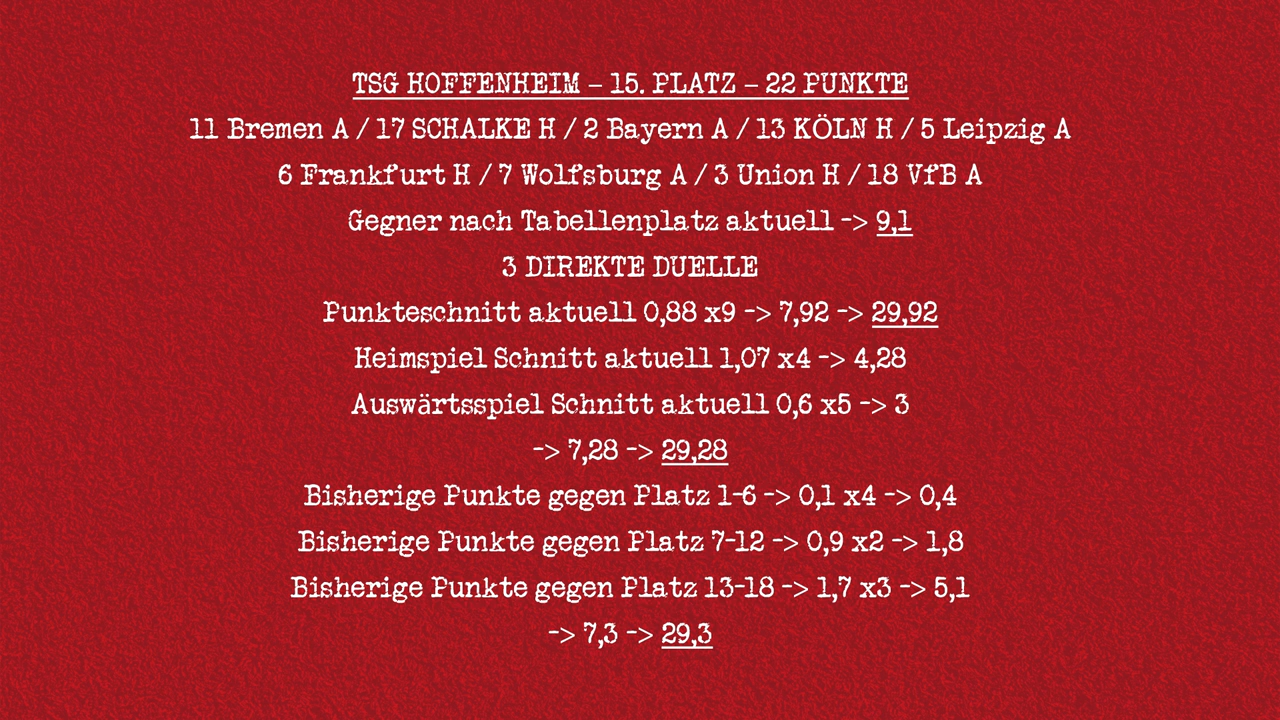 TSG HOFFENHEIM – 15. PLATZ – 22 PUNKTE
11 Bremen A / 17 SCHALKE H / 2 Bayern A / 13 KÖLN H / 5 Leipzig A
6 Frankfurt H / 7 Wolfsburg A / 3 Union H / 18 VfB A
Gegner nach Tabellenplatz aktuell -> 9,1
3 DIREKTE DUELLE
Punkteschnitt aktuell 0,88 x9 -> 7,92 -> 29,92
Heimspiel Schnitt aktuell 1,07 x4 -> 4,28
Auswärtsspiel Schnitt aktuell 0,6 x5 -> 3
-> 7,28 -> 29,28
Bisherige Punkte gegen Platz 1-6 -> 0,1 x4 -> 0,4
Bisherige Punkte gegen Platz 7-12 -> 0,9 x2 -> 1,8
Bisherige Punkte gegen Platz 13-18 -> 1,7 x3 -> 5,1
-> 7,3 -> 29,3